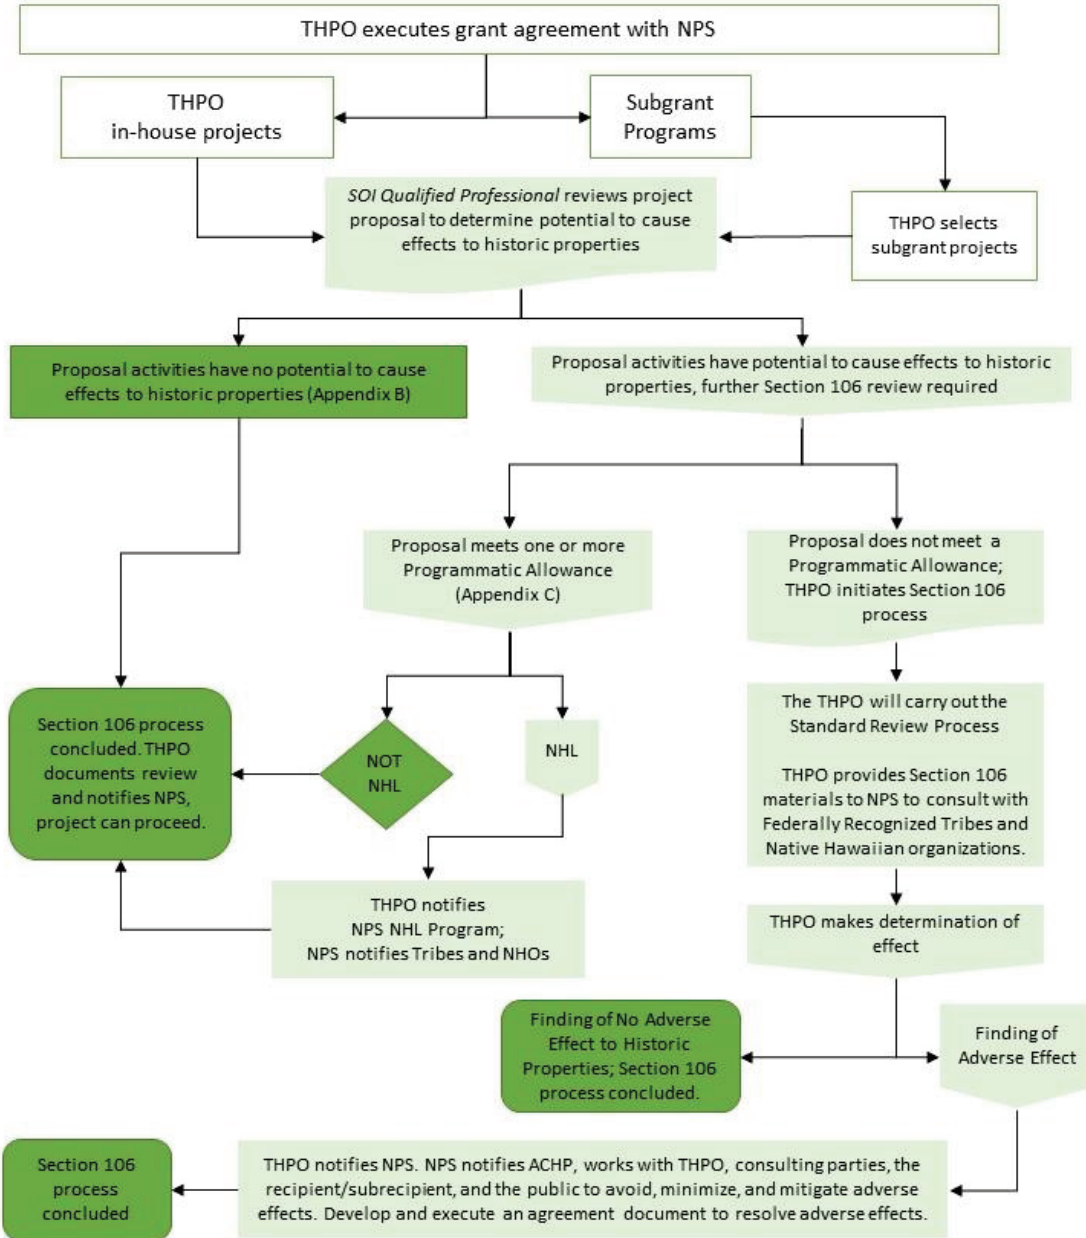 THPO executes grant agreement with NPS
THPO
in-house projects
Subgrant
Programs
SOI Qualified Professional reviews project
proposal to determine potential to cause
effects to historic properties
THPO selects
subgrant projects
Proposal activities have no potential to cause
effects to historic properties (Appendix B)
Proposal activities have potential to cause effects to historic
properties, further Section 106 review required
Proposal meets one or more
Programmatic Allowance
(Appendix C)
Proposal does not meet a
Programmatic Allowance;
THPO initiates Section 106
process
Section 106 process
concluded. THPO
documents review
and notifies NPS,
project can proceed.
NOT
NHL
NHL
The THPO will carry out the
Standard Review Process
THPO provides Section 106
materials to NPS to consult with
Federally Recognized Tribes and
Native Hawaiian organizations.
THPO notifies
NPS NHL Program;
NPS notifies Tribes and NHOs
THPO makes determination of
effect
Finding of No Adverse
Effect to Historic
Properties; Section 106
process concluded.
Finding of
Adverse Effect
Section 106
process
concluded
THPO notifies NPS. NPS notifies ACHP, works with THPO, consulting parties, the
recipient/subrecipient, and the public to avoid, minimize, and mitigate adverse
effects. Develop and execute an agreement document to resolve adverse effects.